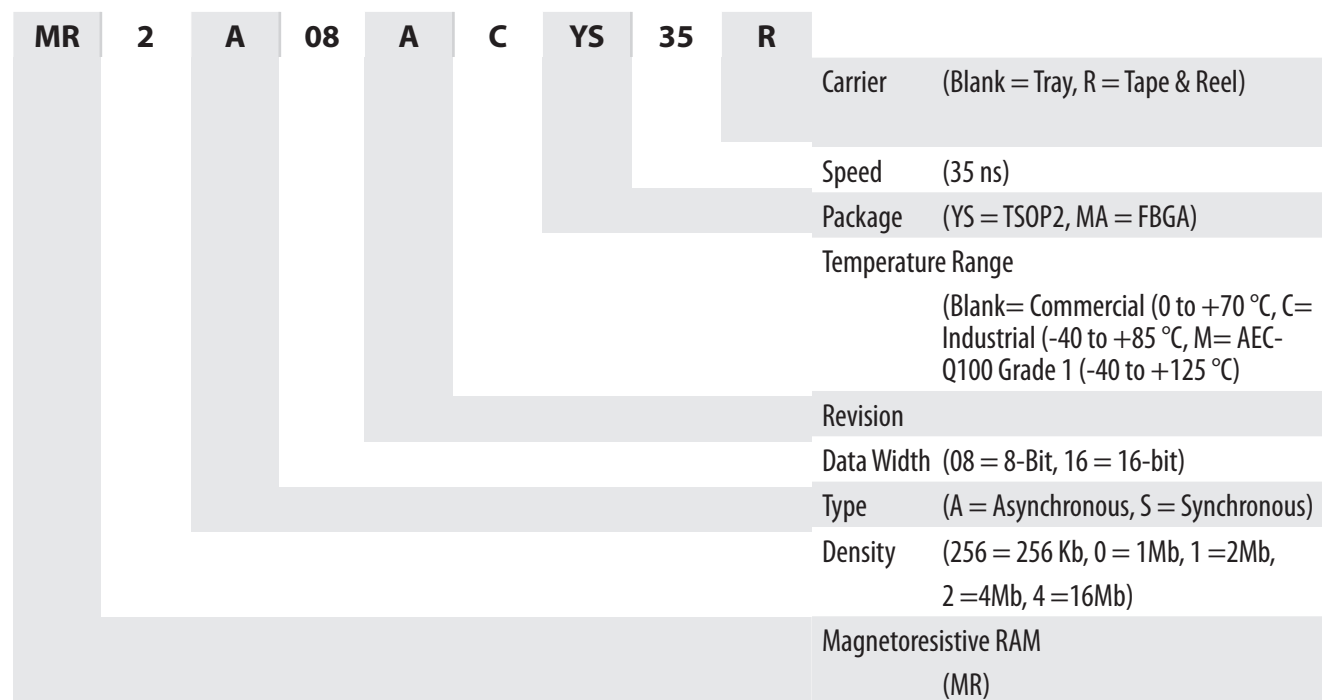 MR 2 A 08 A C YS 35 R
Carrier (Blank = Tray, R = Tape & Reel)
Speed (35 ns)
Package (YS = TSOP2, MA = FBGA)
Temperature Range
(Blank= Commercial (0 to +70 °C, C=
Industrial (-40 to +85 °C, M= AEC-
Q100 Grade 1 (-40 to +125 °C)
Revision
Data Width (08 = 8-Bit, 16 = 16-bit)
Type (A = Asynchronous, S = Synchronous)
Density (256 = 256 Kb, 0 = 1Mb, 1 =2Mb,
2 =4Mb, 4 =16Mb)
Magnetoresistive RAM
(MR)